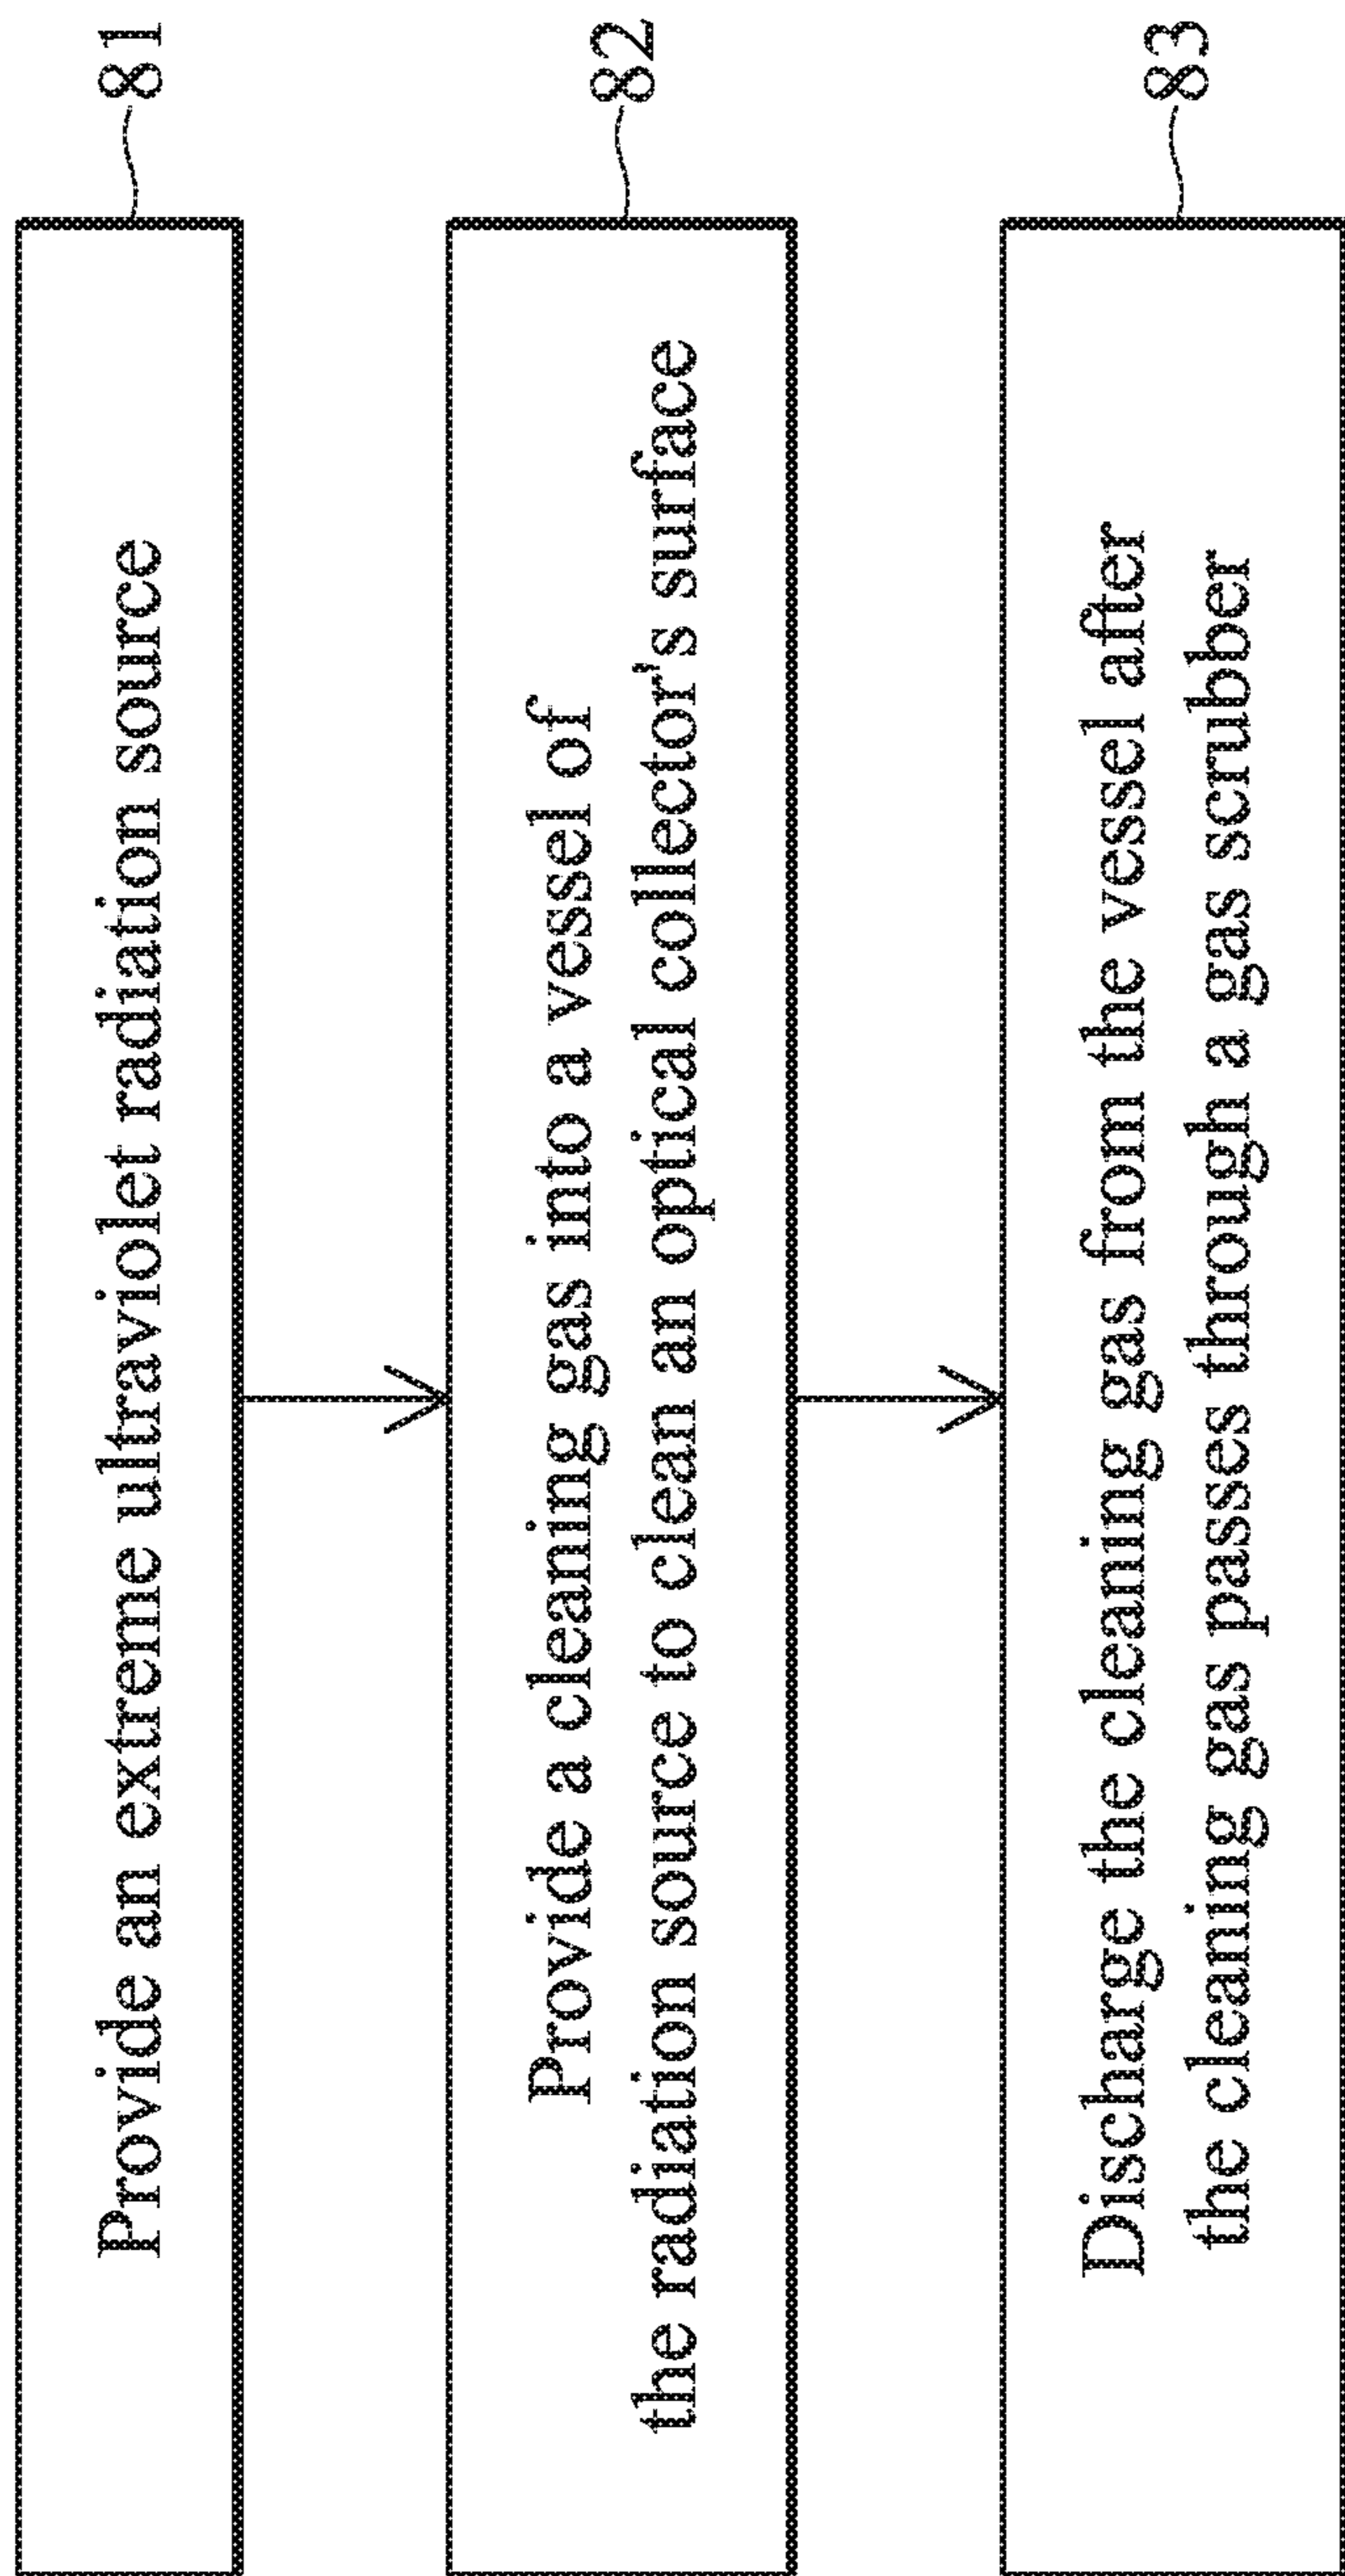 Provide an extreme ultraviolet radiation source
81
Provide a cleaning gas into a vessel of
the radiation source to clean an optical collector's surface
82
Discharge the cleaning gas from the vessel after
the cleaning gas passes through a gas scrubber
83